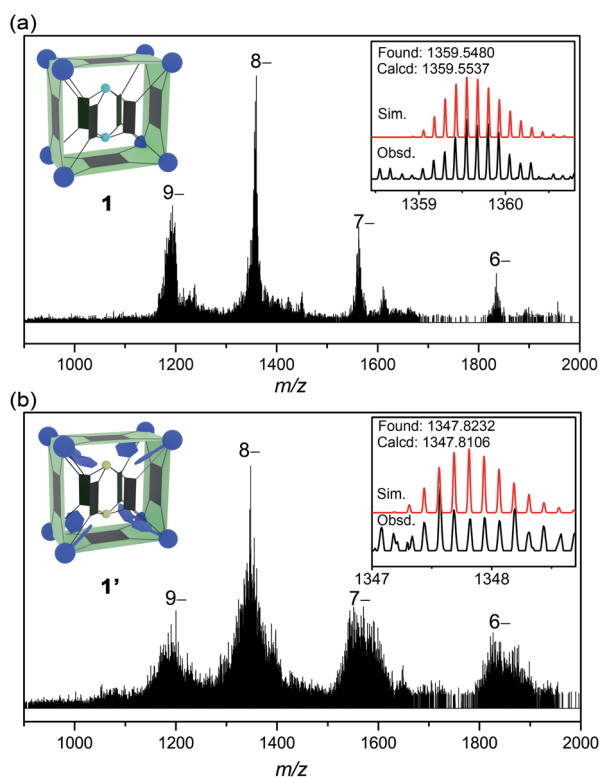 (a)
8–
Found: 1359.5480
Calcd: 1359.5537
Sim.
Obsd.
1359 1360
1
9–
7–
6–
1000 1200 1400 1600 1800 2000
m/z
(b)
8–
Found: 1347.8232
Calcd: 1347.8106
Sim.
Obsd.
1347 1348
1’
9–
7–
6–
1000 1200 1400 1600 1800 2000
m/z